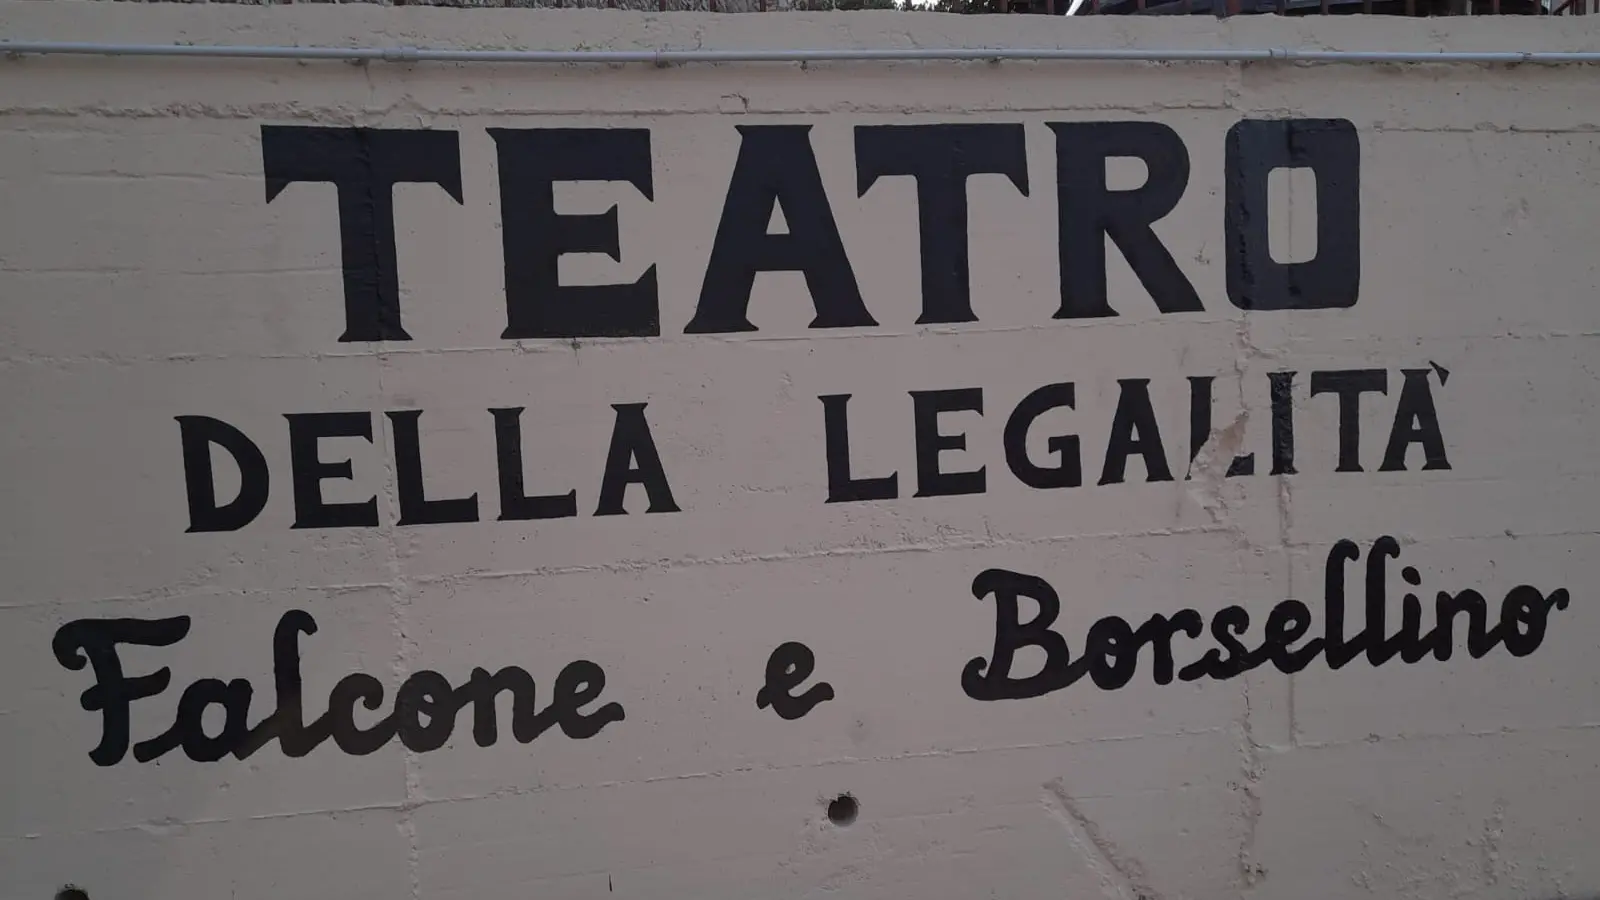 TEATRO
DELLA LEGALITÀ
Falcone e Borsellino